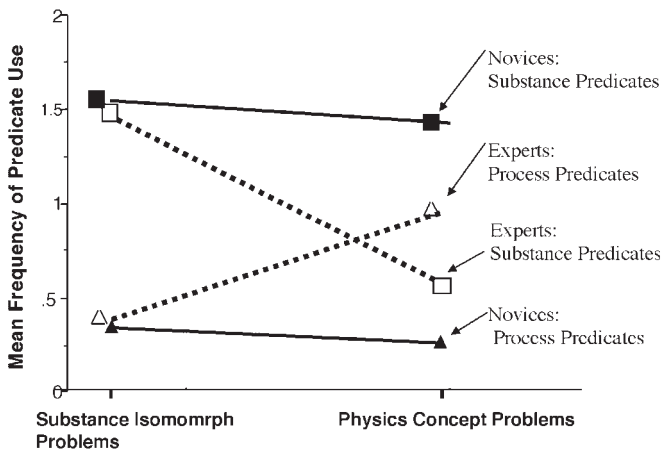 2
Novices:
Substance Predicates
1.5
Experts:
Process Predicates
1
Experts:
Substance Predicates
.5
Novices:
Process Predicates
0
Mean Frequency of Predicate Use
Substance Isomomrph
Problems
Physics Concept Problems